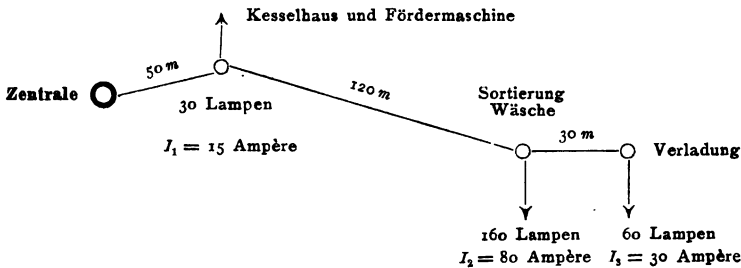 Kesselhaus und Fördermaschine
50 m
Zentrale
30 Lampen
I₁ = 15 Ampère
120 m
Sortierung
Wäsche
30 m
Verladung
160 Lampen
I₂ = 80 Ampère
60 Lampen
I₃ = 30 Ampère